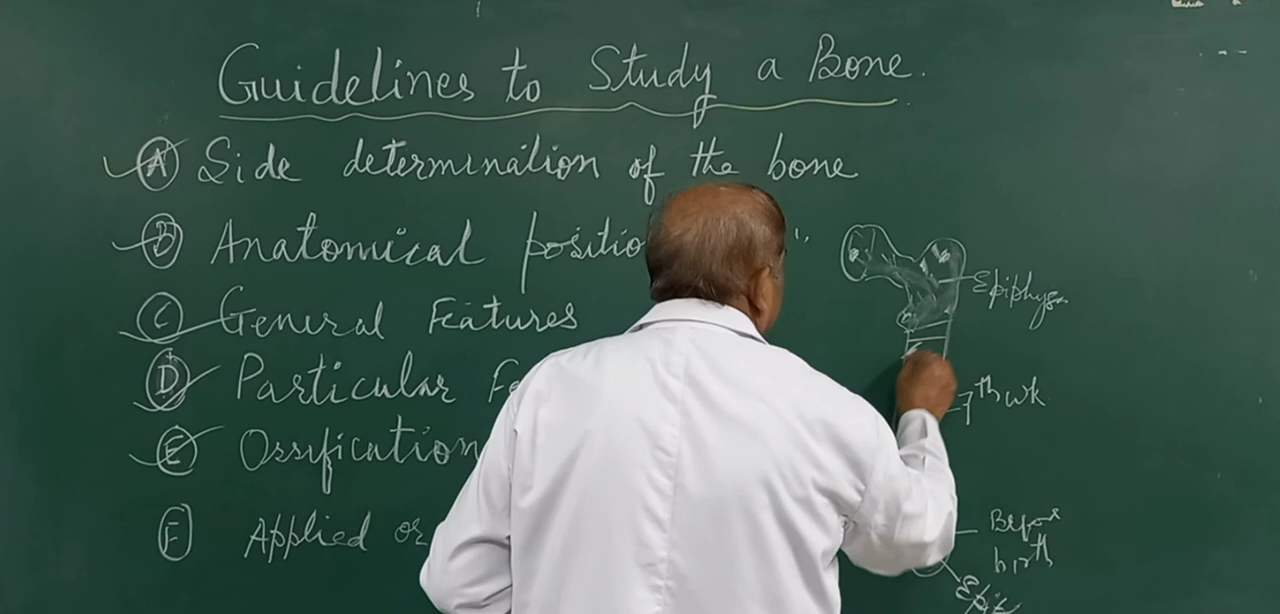 Guidelines to Study a Bone.
A Side determination of the bone
B Anatomical positio
C General Features
D Particular Fe
E Ossification
F Applied or
Epiphys
7th wk
Before
birth
Epi